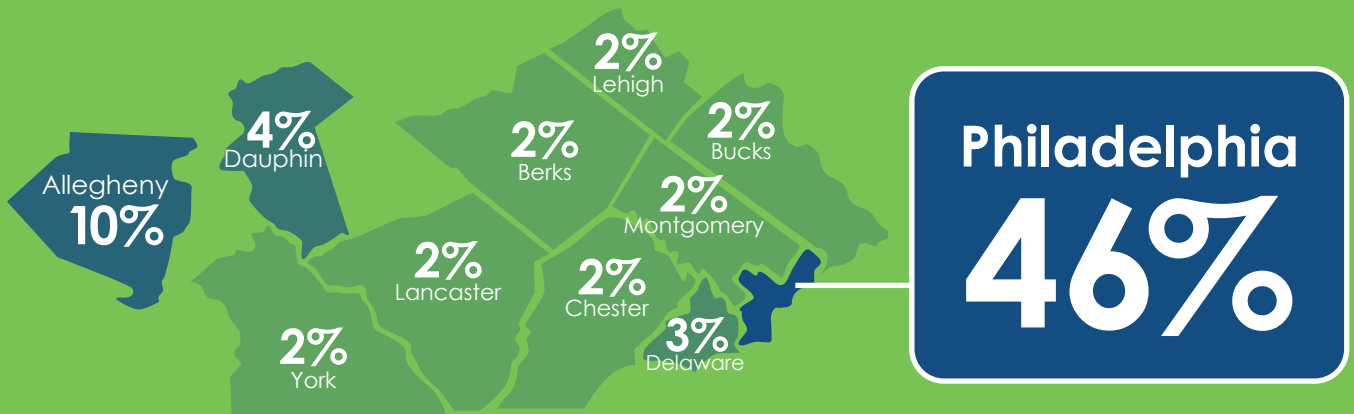 2%
Lehigh
4%
Dauphin
2%
Bucks
2%
Berks
Allegheny
10%
2%
Montgomery
2%
Lancaster
2%
Chester
3%
Delaware
2%
York
Philadelphia
46%